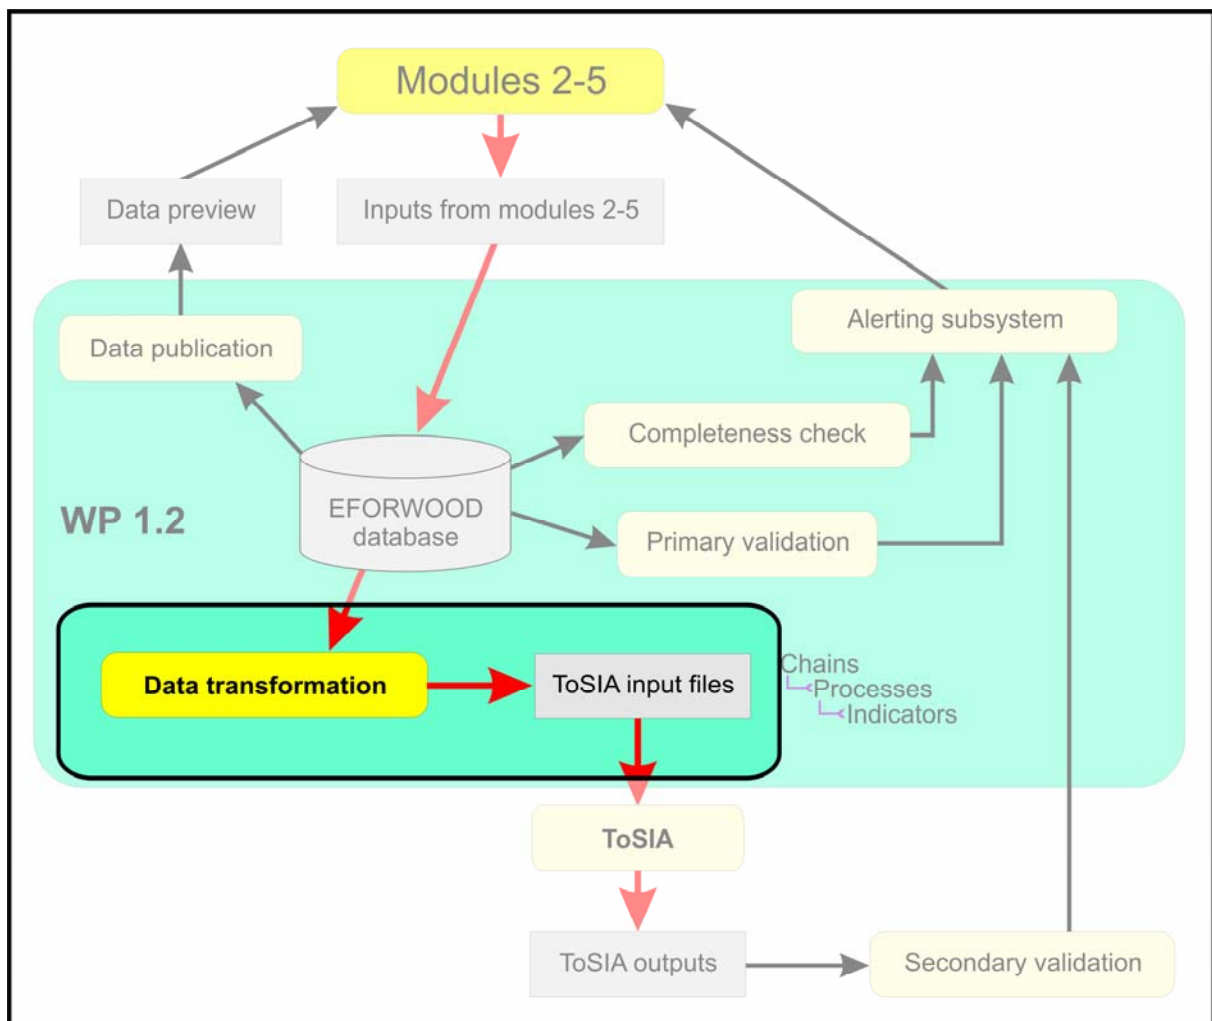 Modules 2-5
Data preview
Inputs from modules 2-5
Data publication
Alerting subsystem
Completeness check
EFORWOOD
database
WP 1.2
Primary validation
Data transformation
ToSIA input files
Chains
Processes
Indicators
ToSIA
ToSIA outputs
Secondary validation